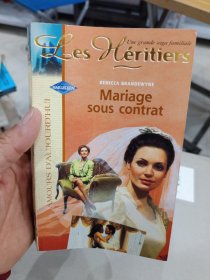 Une grande saga familiale
Les Héritiers
HARLEQUIN
REBECCA BRANDEWYNE
Mariage
sous contrat
AMOURS D'AUJOURD'HUI